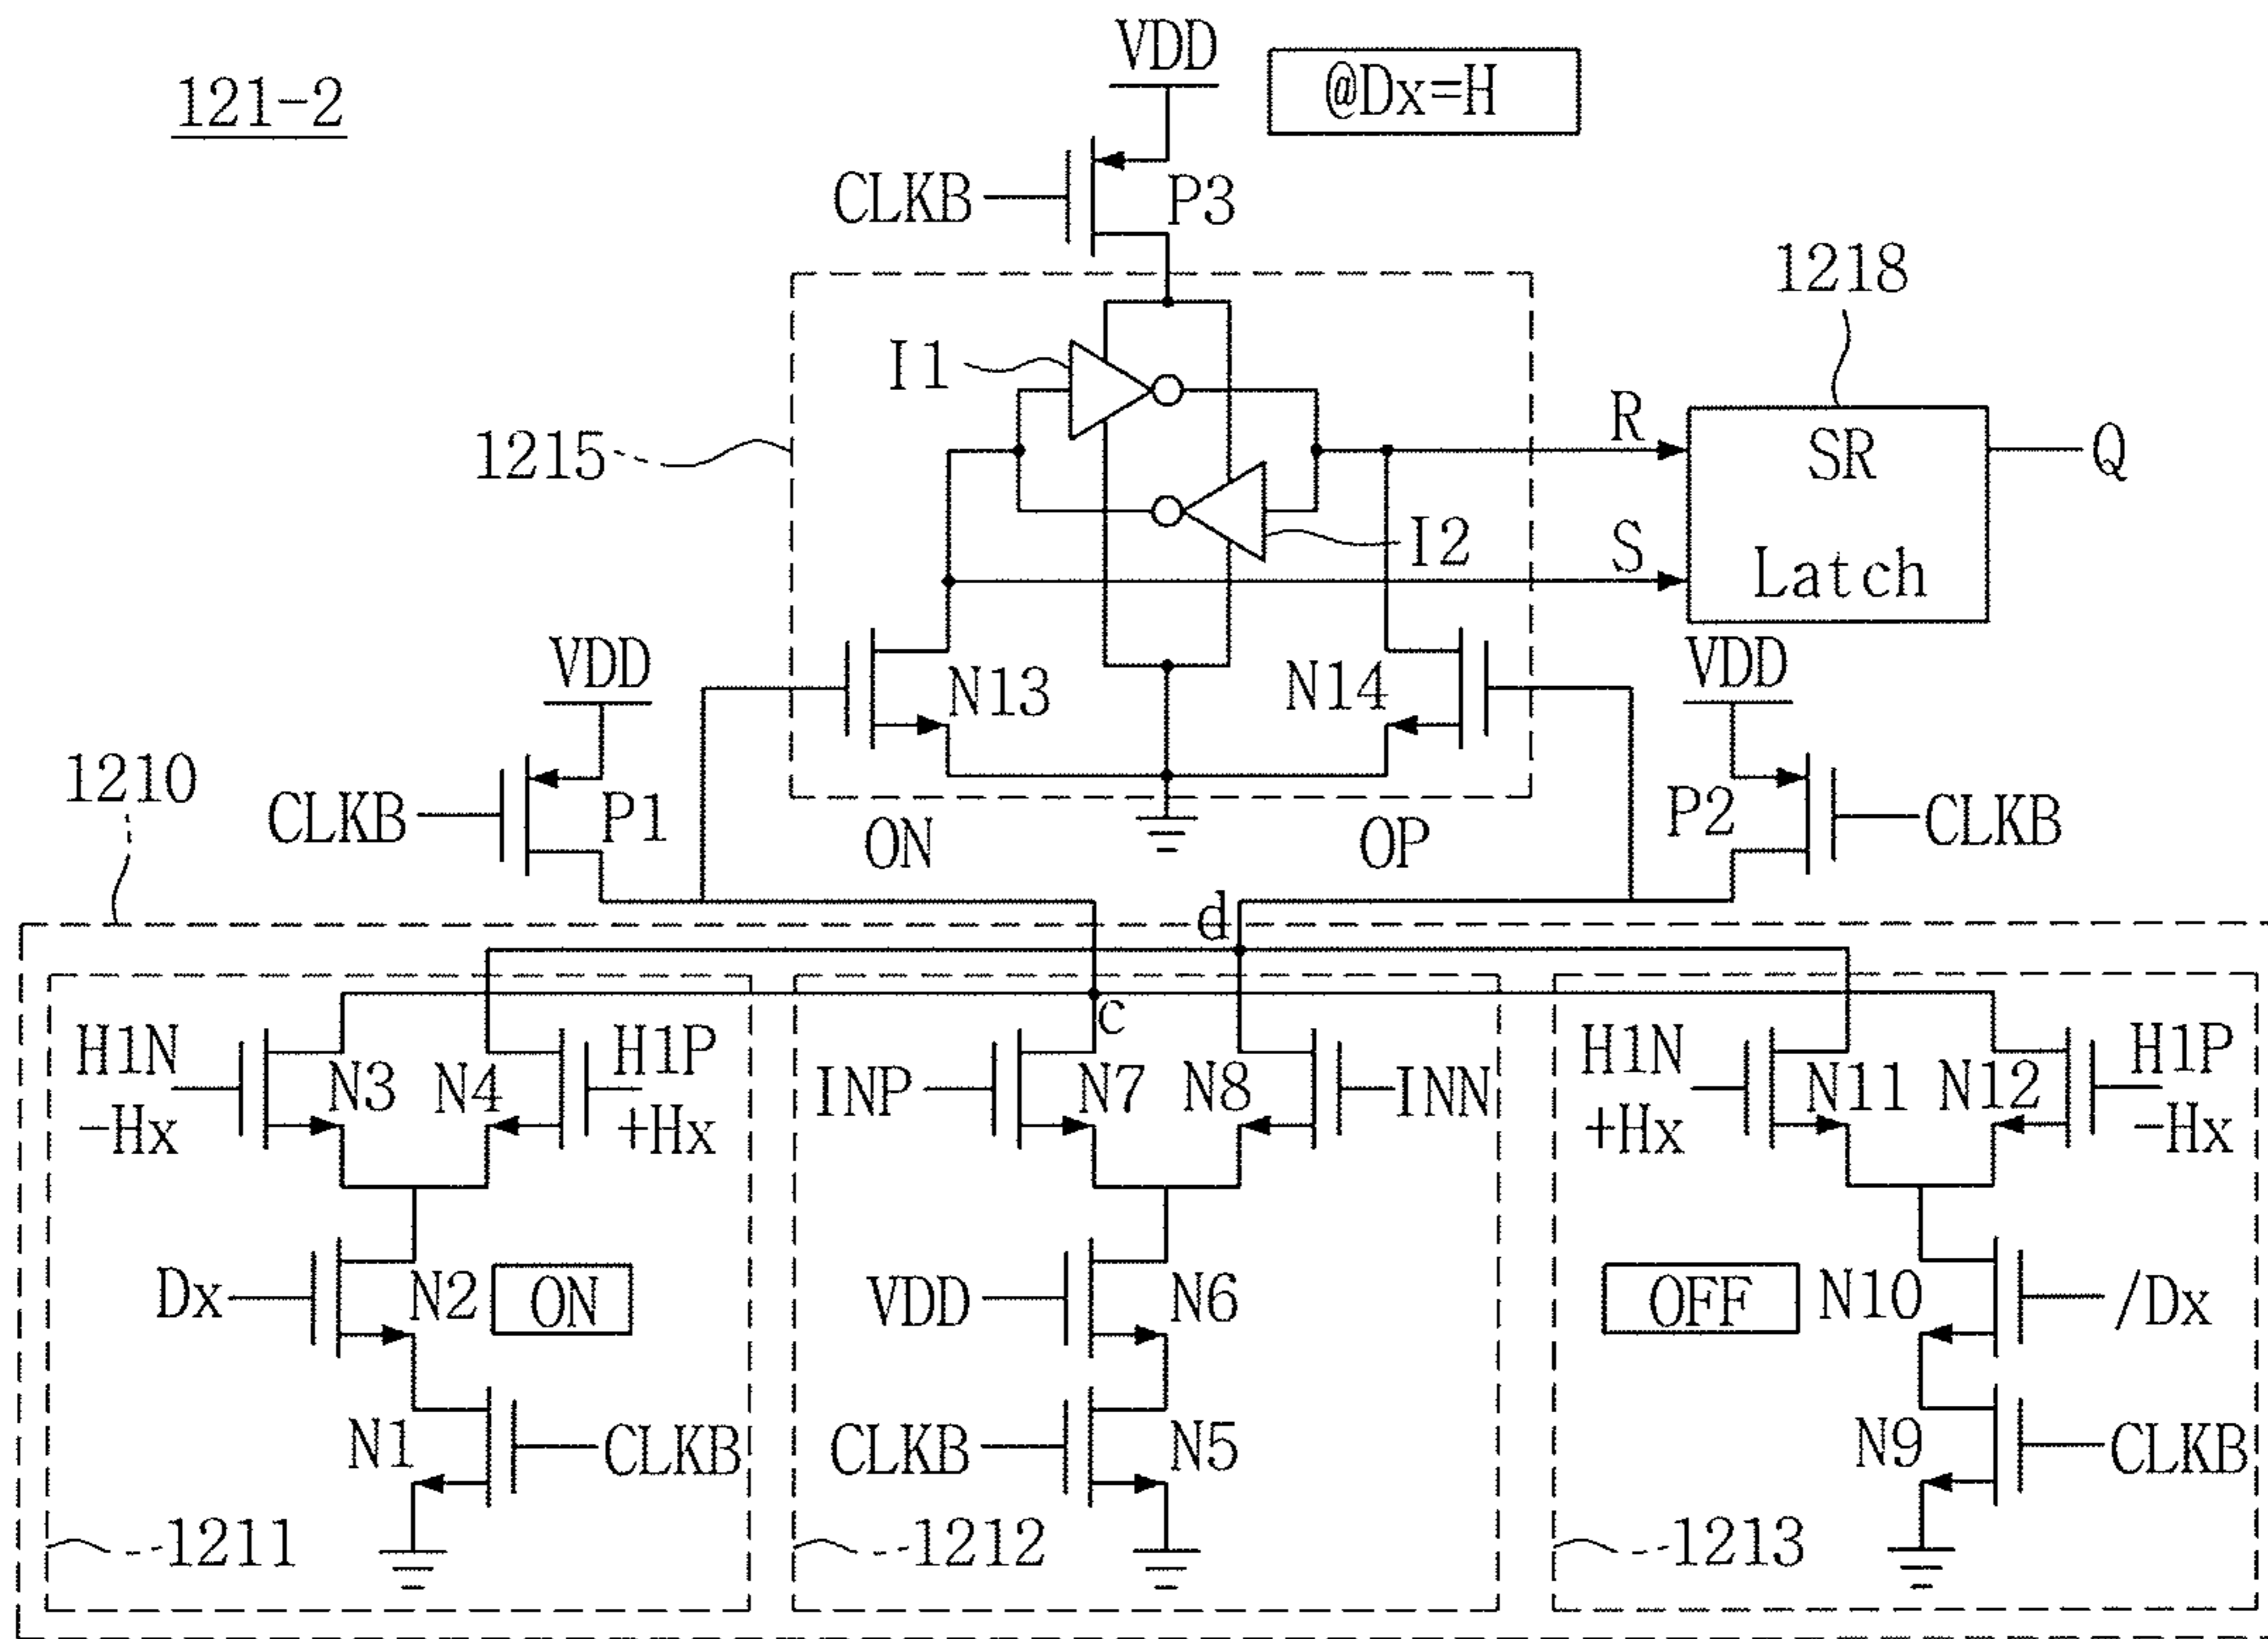 121-2
VDD
@Dx=H
CLKB
P3
1218
I1
R
SR
Latch
Q
1215
S
I2
VDD
N13
N14
VDD
1210
CLKB
P1
ON
OP
P2
CLKB
d
c
H1N
-Hx
N3
N4
H1P
+Hx
INP
N7
N8
INN
H1N
+Hx
N11
N12
H1P
-Hx
Dx
N2
ON
VDD
N6
OFF
N10
/Dx
N1
CLKB
CLKB
N5
N9
CLKB
1211
1212
1213